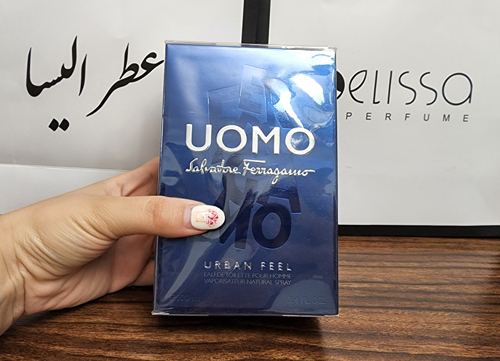 عطر اليسا
elissa
PERFUME
UOMO
Salvatore Ferragamo
URBAN FEEL
EAU DE TOILETTE POUR HOMME
VAPORISATEUR NATURAL SPRAY